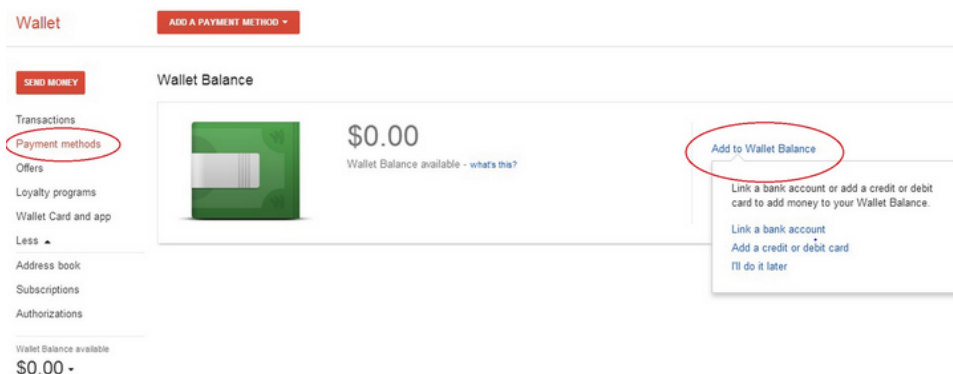 Wallet
ADD A PAYMENT METHOD
SEND MONEY
Transactions
Payment methods
Offers
Loyalty programs
Wallet Card and app
Less
Address book
Subscriptions
Authorizations
Wallet Balance available
$0.00
Wallet Balance
$0.00
Wallet Balance available - what's this?
Add to Wallet Balance
Link a bank account or add a credit or debit
card to add money to your Wallet Balance.
Link a bank account
Add a credit or debit card
I'll do it later